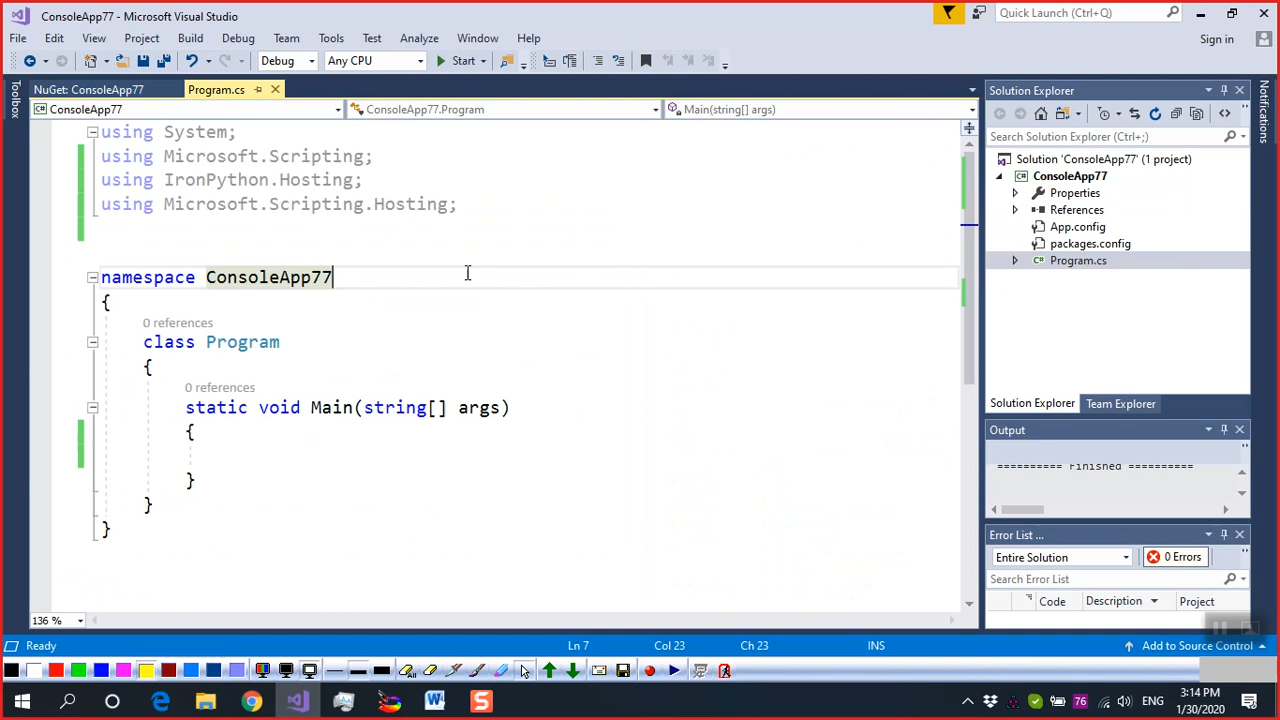 ConsoleApp77 - Microsoft Visual Studio
Quick Launch (Ctrl+Q)
File Edit View Project Build Debug Team Tools Test Analyze Window Help
Sign in
Debug Any CPU Start
Toolbox
NuGet: ConsoleApp77 Program.cs
ConsoleApp77 ConsoleApp77.Program Main(string[] args)
using System;
using Microsoft.Scripting;
using IronPython.Hosting;
using Microsoft.Scripting.Hosting;
namespace ConsoleApp77
{
0 references
class Program
{
0 references
static void Main(string[] args)
{
}
}
}
136 %
Solution Explorer
Search Solution Explorer (Ctrl+;)
Solution 'ConsoleApp77' (1 project)
ConsoleApp77
Properties
References
App.config
packages.config
Program.cs
Solution Explorer Team Explorer
Output
========== Finished ==========
Error List ...
Entire Solution 0 Errors
Search Error List
Code Description Project
Notifications
Ready Ln 7 Col 23 Ch 23 INS Add to Source Control
76 ENG
3:14 PM
1/30/2020